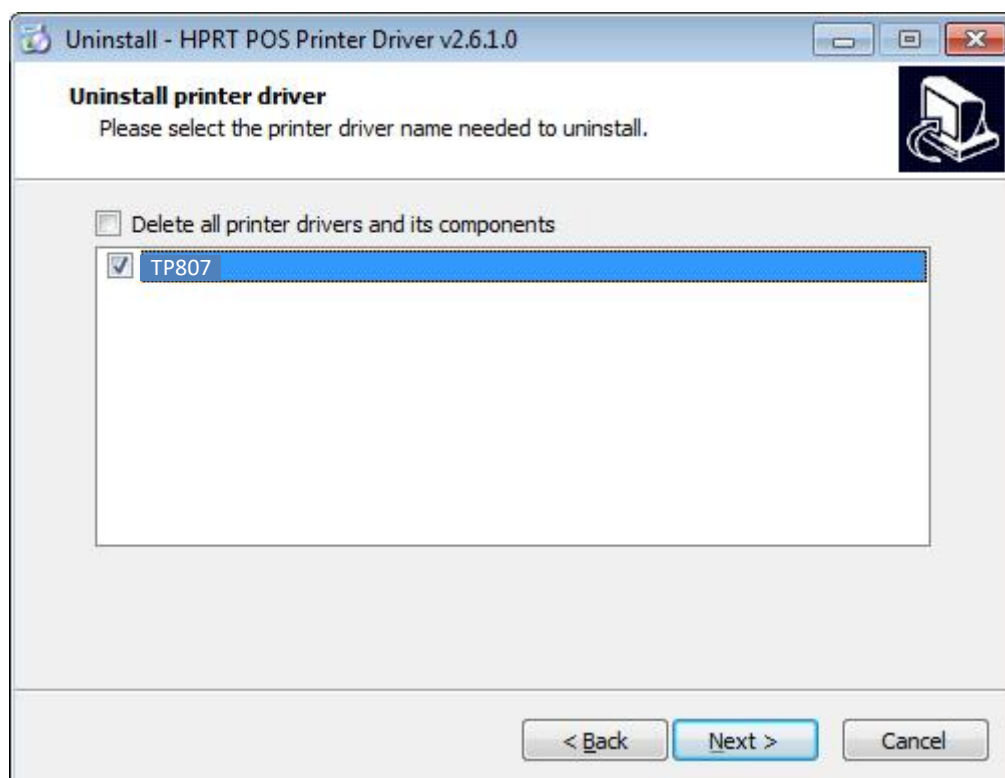 Uninstall - HPRT POS Printer Driver v2.6.1.0
Uninstall printer driver
Please select the printer driver name needed to uninstall.
Delete all printer drivers and its components
TP807
< Back
Next >
Cancel